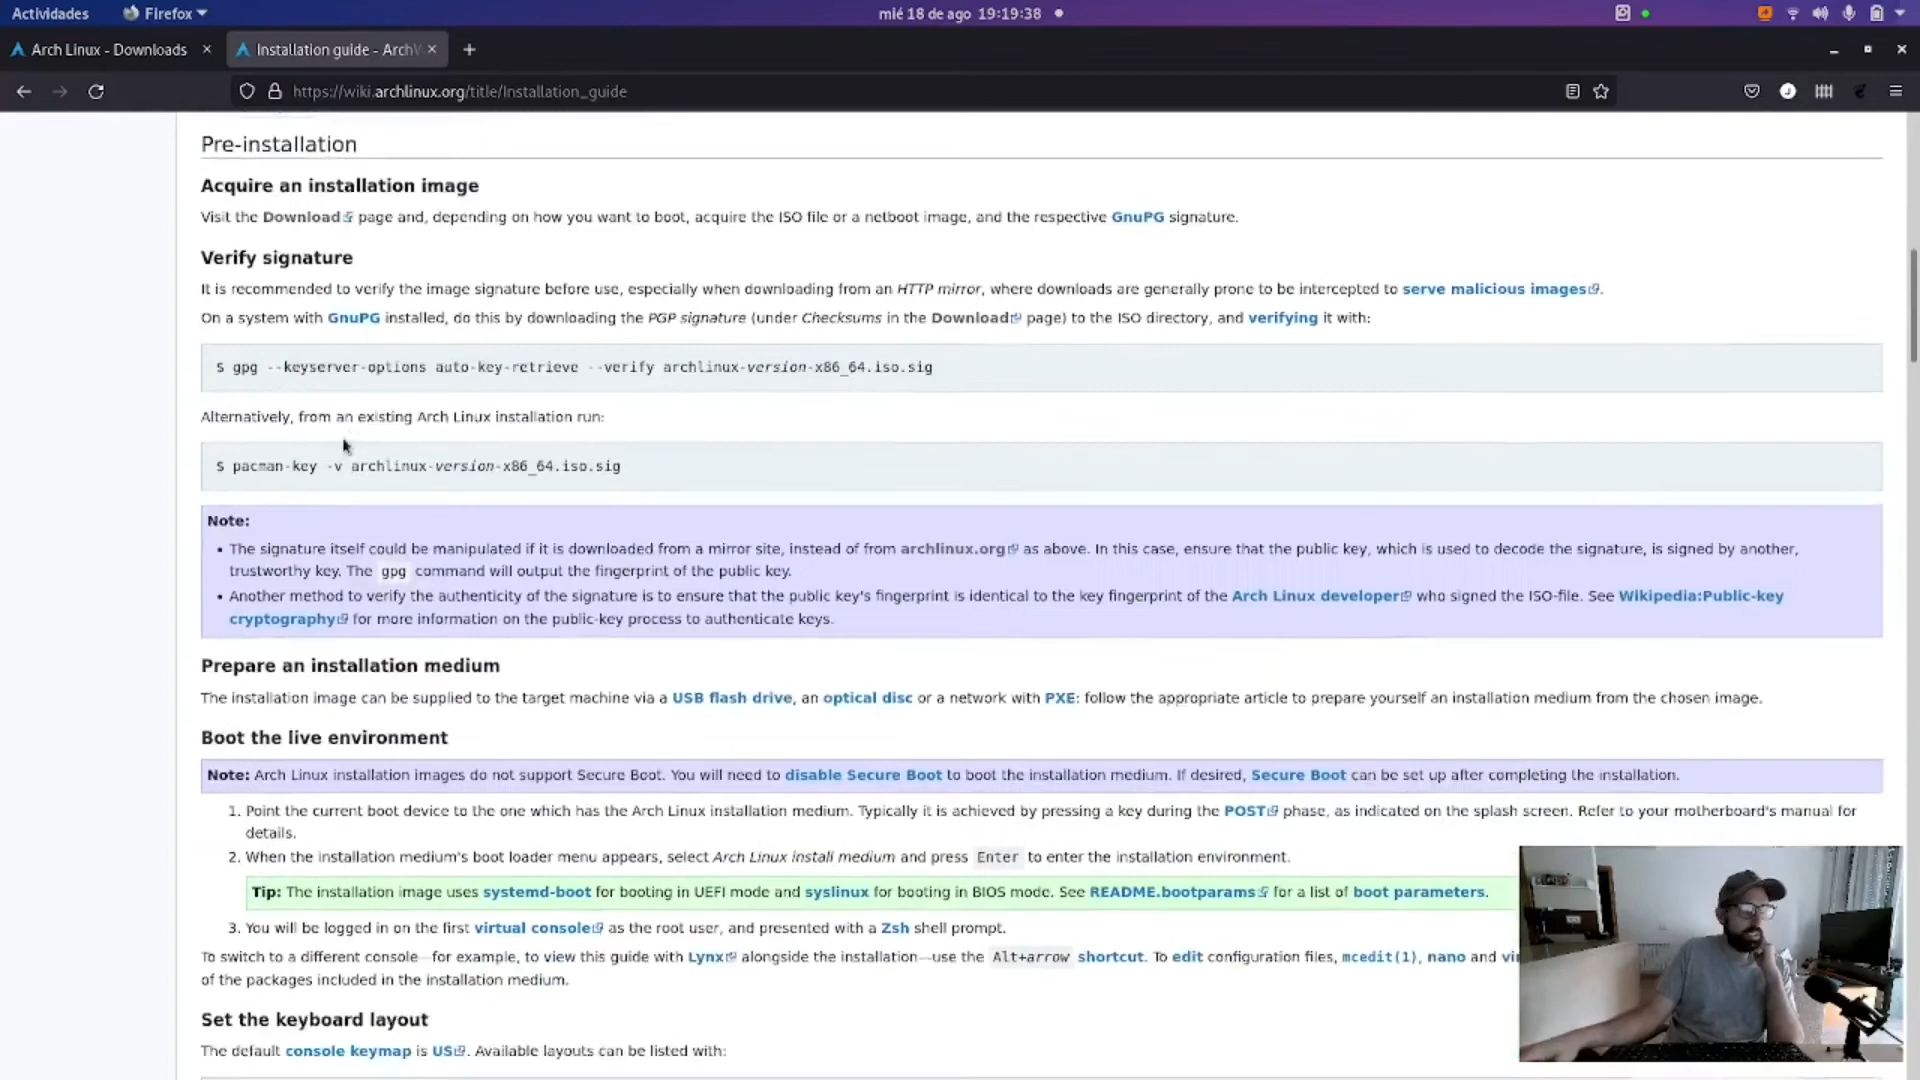 Actividades
Firefox
mié 18 de ago 19:19:38
Arch Linux - Downloads
Installation guide - ArchW
https://wiki.archlinux.org/title/Installation_guide
Pre-installation
Acquire an installation image
Visit the Download page and, depending on how you want to boot, acquire the ISO file or a netboot image, and the respective GnuPG signature.
Verify signature
It is recommended to verify the image signature before use, especially when downloading from an HTTP mirror, where downloads are generally prone to be intercepted to serve malicious images.
On a system with GnuPG installed, do this by downloading the PGP signature (under Checksums in the Download page) to the ISO directory, and verifying it with:
$ gpg --keyserver-options auto-key-retrieve --verify archlinux-version-x86_64.iso.sig
Alternatively, from an existing Arch Linux installation run:
$ pacman-key -v archlinux-version-x86_64.iso.sig
Note:
• The signature itself could be manipulated if it is downloaded from a mirror site, instead of from archlinux.org as above. In this case, ensure that the public key, which is used to decode the signature, is signed by another,
trustworthy key. The gpg command will output the fingerprint of the public key.
• Another method to verify the authenticity of the signature is to ensure that the public key's fingerprint is identical to the key fingerprint of the Arch Linux developer who signed the ISO-file. See Wikipedia:Public-key
cryptography for more information on the public-key process to authenticate keys.
Prepare an installation medium
The installation image can be supplied to the target machine via a USB flash drive, an optical disc or a network with PXE: follow the appropriate article to prepare yourself an installation medium from the chosen image.
Boot the live environment
Note: Arch Linux installation images do not support Secure Boot. You will need to disable Secure Boot to boot the installation medium. If desired, Secure Boot can be set up after completing the installation.
1. Point the current boot device to the one which has the Arch Linux installation medium. Typically it is achieved by pressing a key during the POST phase, as indicated on the splash screen. Refer to your motherboard's manual for
details.
2. When the installation medium's boot loader menu appears, select Arch Linux install medium and press Enter to enter the installation environment.
Tip: The installation image uses systemd-boot for booting in UEFI mode and syslinux for booting in BIOS mode. See README.bootparams for a list of boot parameters.
3. You will be logged in on the first virtual console as the root user, and presented with a Zsh shell prompt.
To switch to a different console—for example, to view this guide with Lynx alongside the installation—use the Alt+arrow shortcut. To edit configuration files, mcedit(1), nano and
of the packages included in the installation medium.
Set the keyboard layout
The default console keymap is US. Available layouts can be listed with: